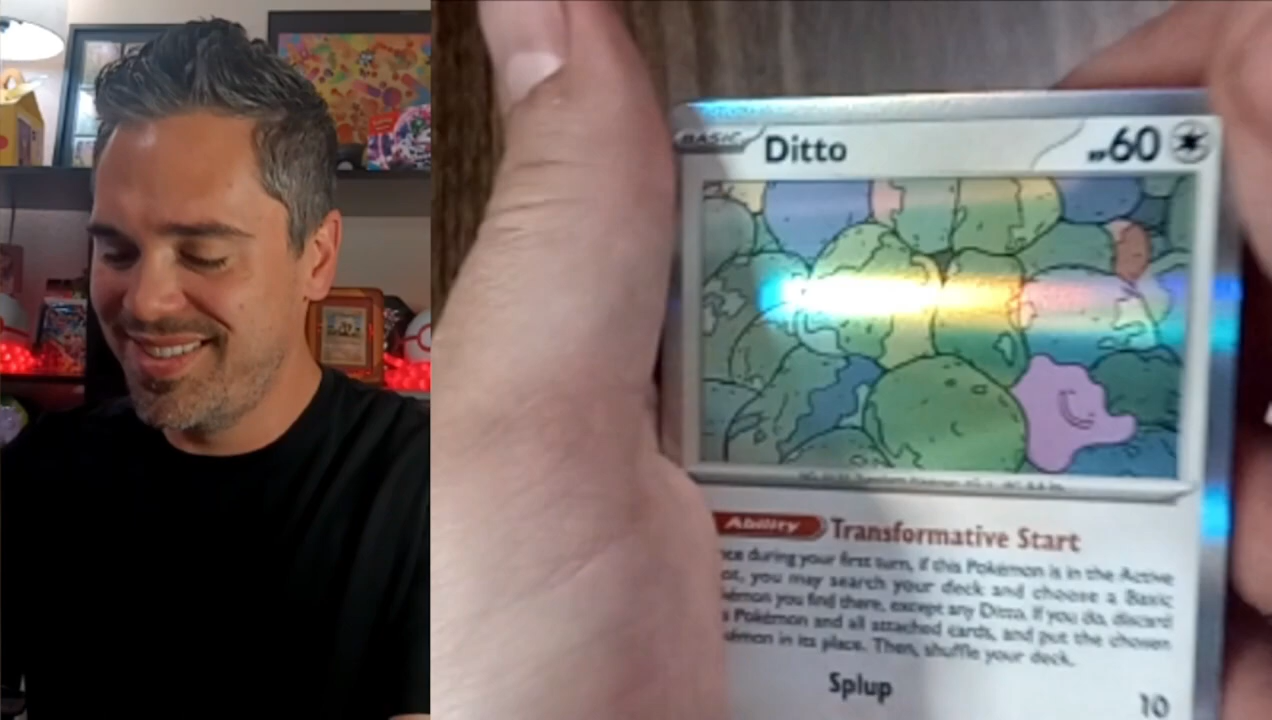 BASIC Ditto HP60
Ability Transformative Start
during your first turn, if this Pokémon is in the Active
you may search your deck and choose a Basic
you find there, except any Ditto. If you do, discard
Pokémon and all attached cards, and put the chosen
in its place. Then, shuffle your deck.
Splup 10